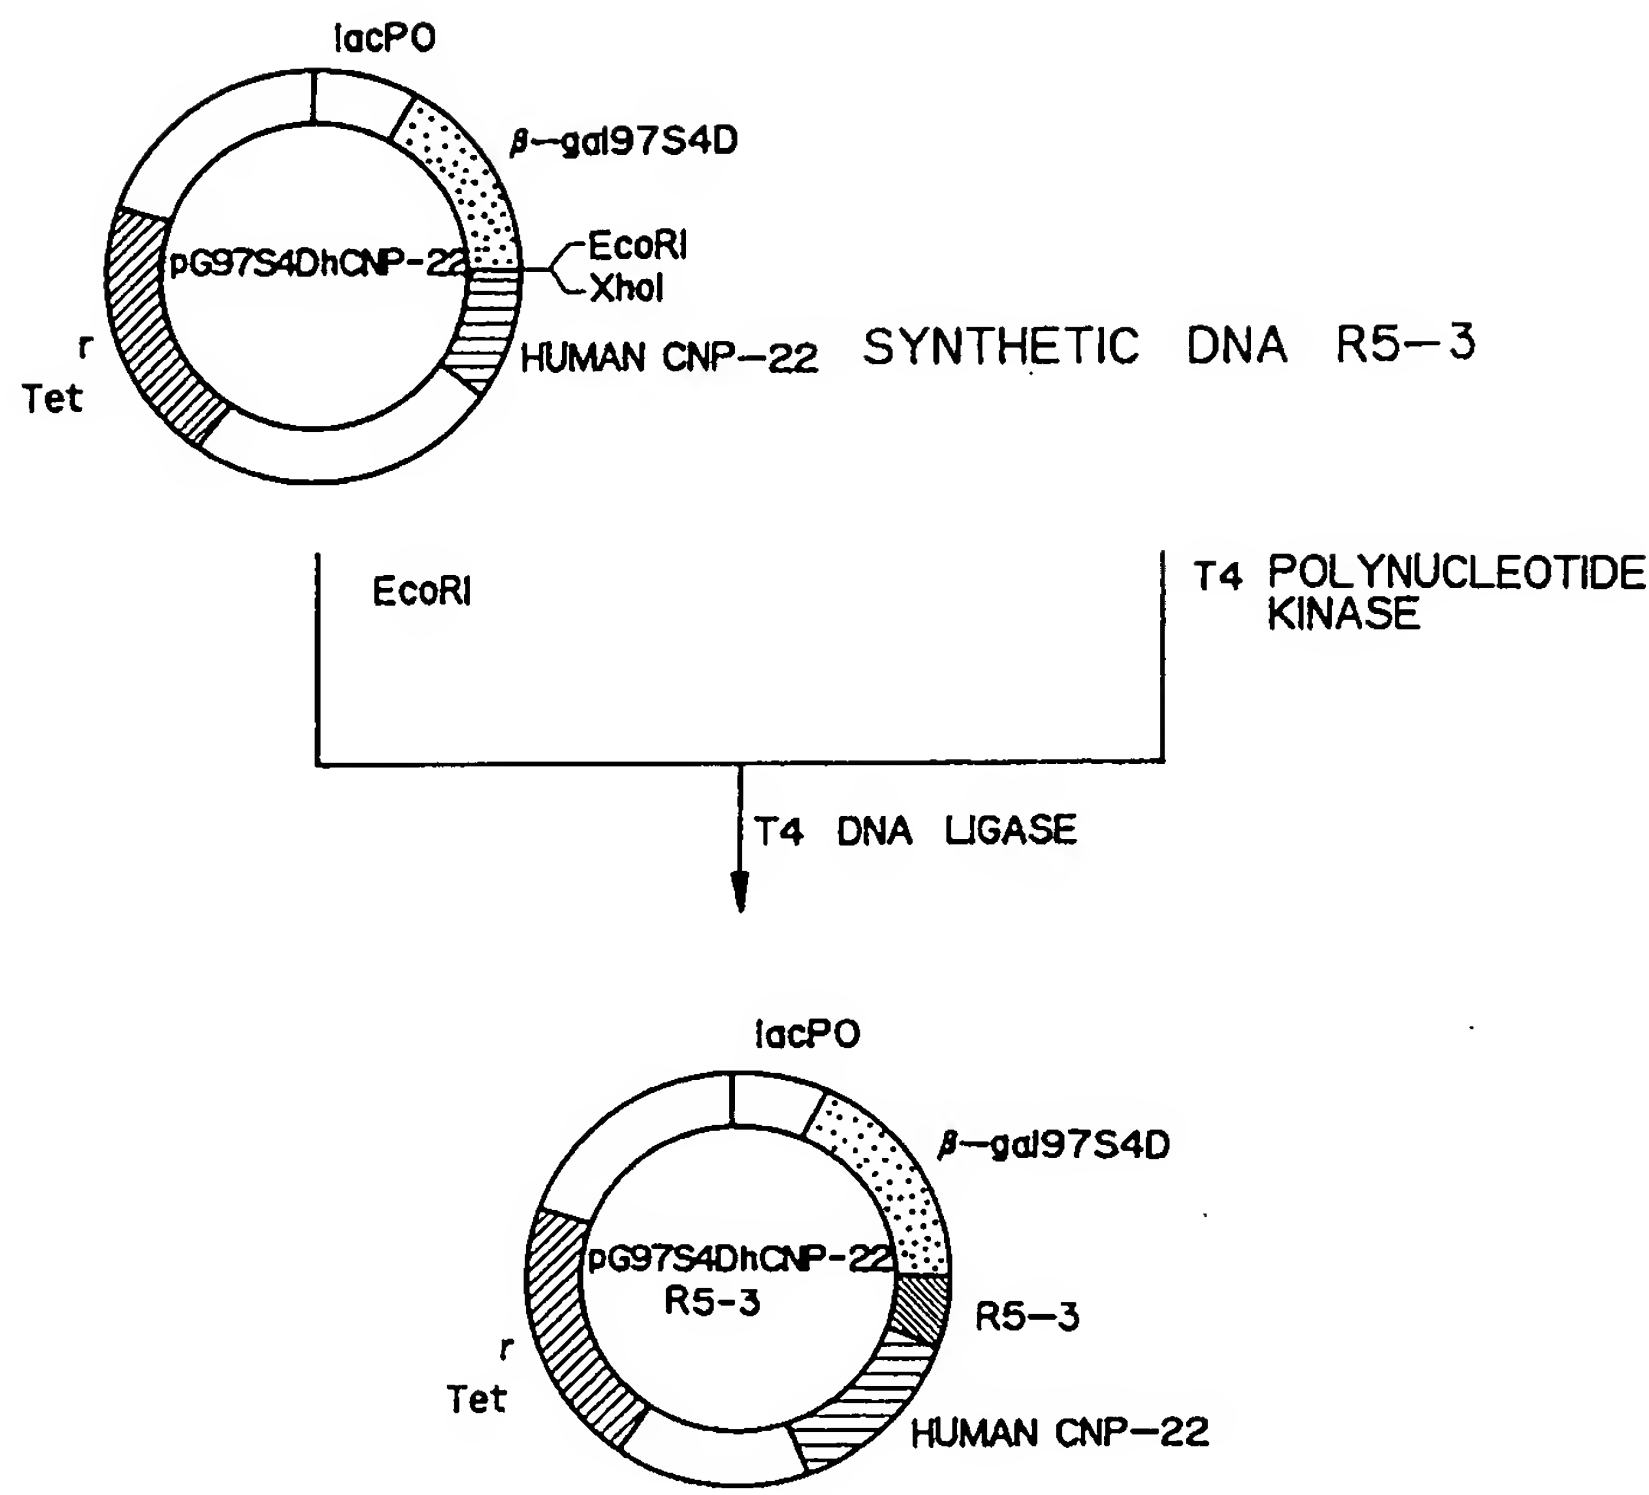 lacPO
β-gal97S4D
pG97S4DhCNP-22
EcoRI
XhoI
HUMAN CNP-22
SYNTHETIC DNA R5-3
r
Tet
EcoRI
T4 POLYNUCLEOTIDE
KINASE
T4 DNA LIGASE
lacPO
β-gal97S4D
pG97S4DhCNP-22
R5-3
R5-3
r
Tet
HUMAN CNP-22